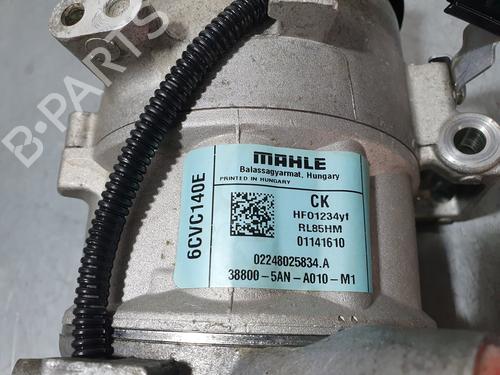 B-PARTS
MAHLE
Balassagyarmat, Hungary
PRINTED IN HUNGARY
6CVC140E
CK
HFO1234yf
RL85HM
01141610
02248025834.A
38800-5AN-A010-M1